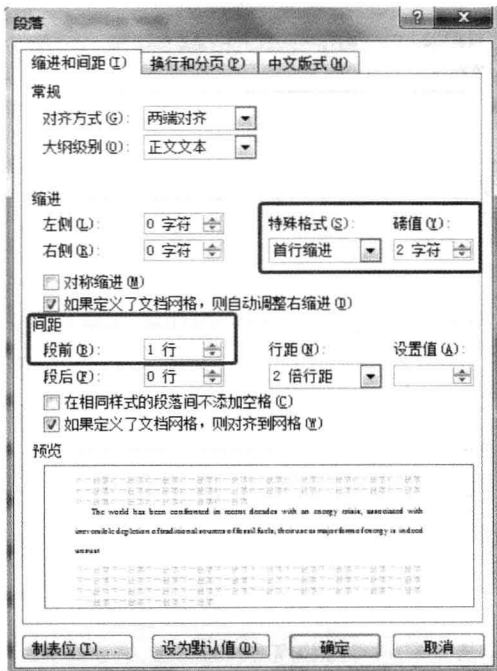 段落
缩进和间距(I) 换行和分页(P) 中文版式(H)
常规
对齐方式(G): 两端对齐
大纲级别(O): 正文文本
缩进
左侧(L): 0 字符 特殊格式(S): 磅值(Y):
右侧(R): 0 字符 首行缩进 2 字符
对称缩进(M)
如果定义了文档网格，则自动调整右缩进(D)
间距
段前(B): 1 行 行距(N): 设置值(A):
段后(F): 0 行 2 倍行距
在相同样式的段落间不添加空格(C)
如果定义了文档网格，则对齐到网格(W)
预览
The world has been confronted in recent decades with an energy crisis, associated with
irreversible depletion of traditional sources of fossil fuels, their use as major forms of energy is indeed
制表位(T)... 设为默认值(D) 确定 取消